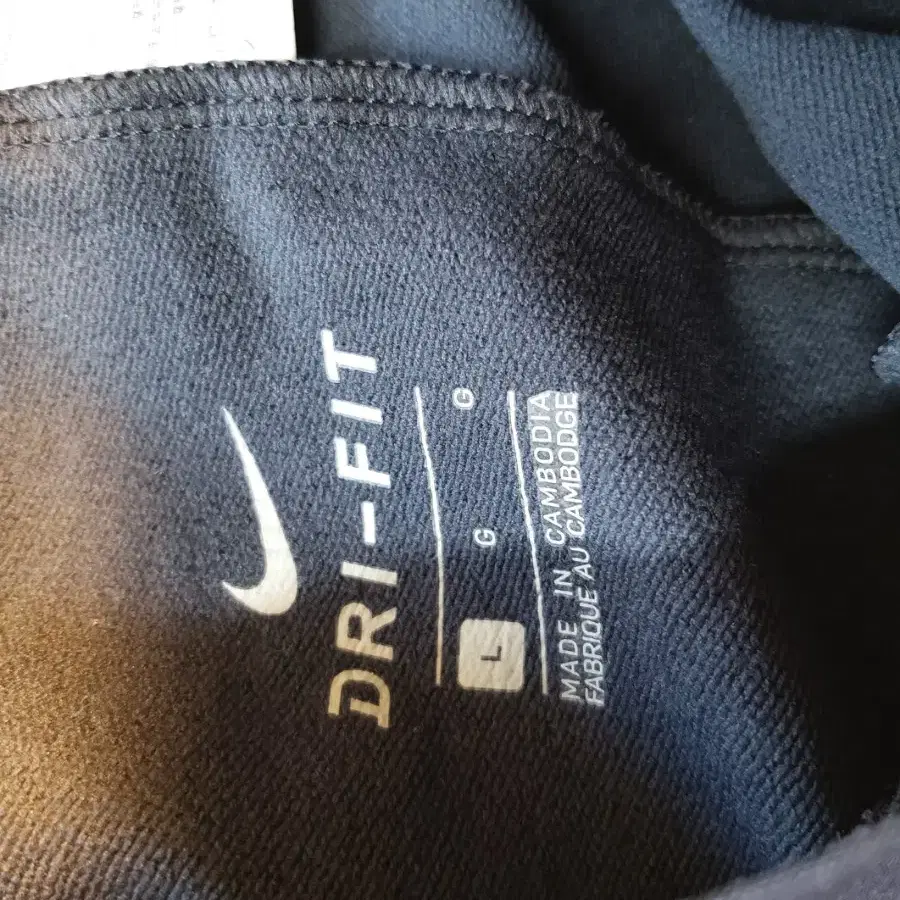 DRI-FIT
L G G
MADE IN CAMBODIA
FABRIQUE AU CAMBODGE